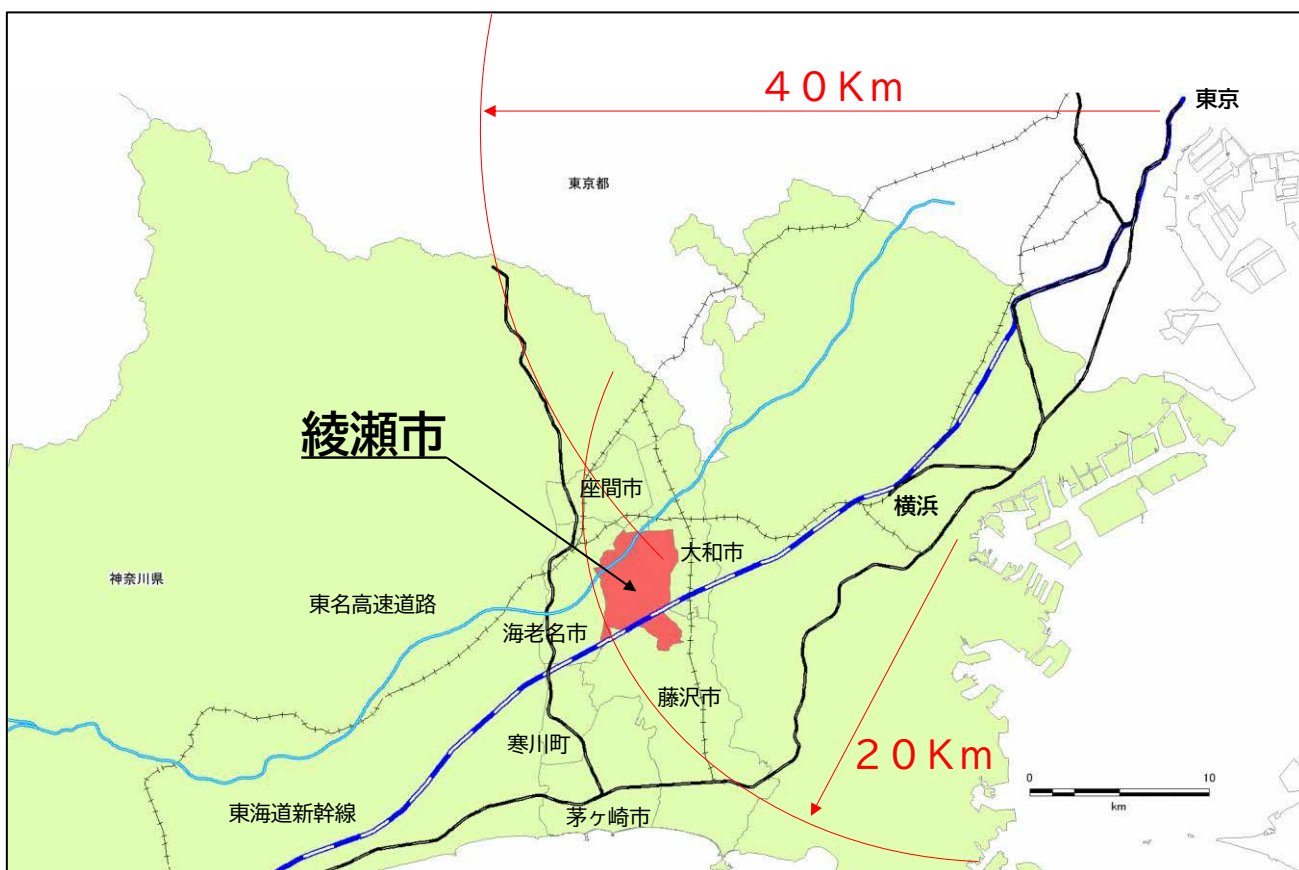 ４０Km
東京
東京都
綾瀬市
座間市
横浜
大和市
神奈川県
東名高速道路
海老名市
藤沢市
寒川町
２０Km
0 10
km
東海道新幹線
茅ヶ崎市